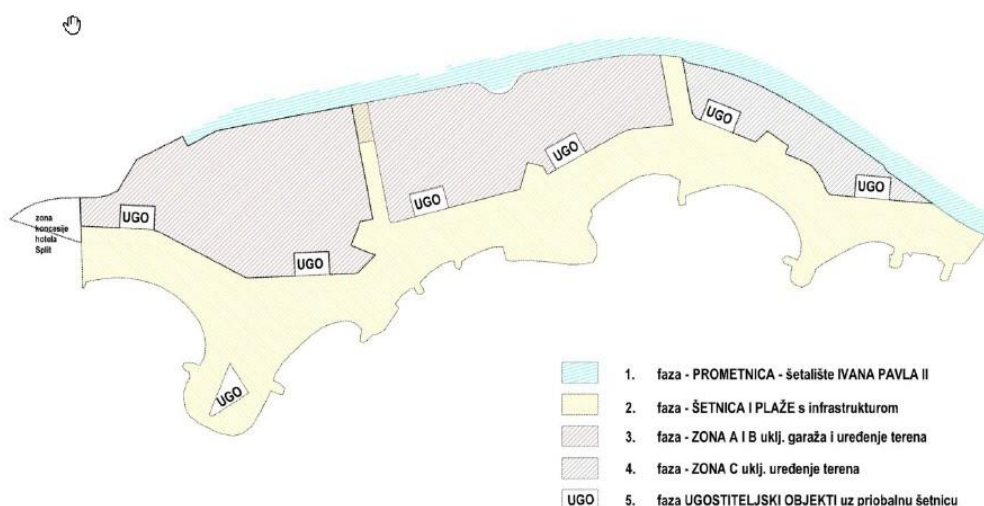 UGO
UGO
UGO
UGO
UGO
UGO
UGO
zona
koncesije
hotela
Split
1. faza - PROMETNICA - šetalište IVANA PAVLA II
2. faza - ŠETNICA I PLAŽE s infrastrukturom
3. faza - ZONA A I B uklj. garaža i uređenje terena
4. faza - ZONA C uklj. uređenje terena
UGO 5. faza UGOSTITELJSKI OBJEKTI uz priobalnu šetnicu